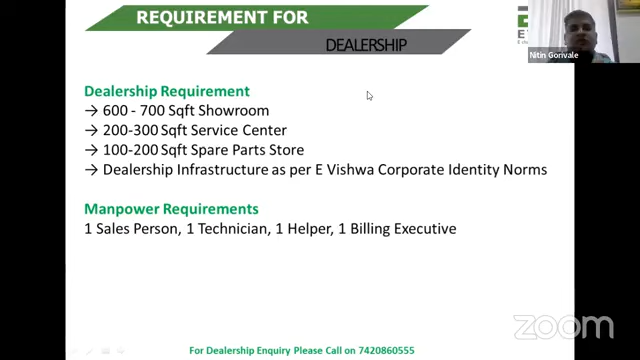 REQUIREMENT FOR
DEALERSHIP
Nitin Gorivale
Dealership Requirement
→ 600 - 700 Sqft Showroom
→ 200-300 Sqft Service Center
→ 100-200 Sqft Spare Parts Store
→ Dealership Infrastructure as per E Vishwa Corporate Identity Norms
Manpower Requirements
1 Sales Person, 1 Technician, 1 Helper, 1 Billing Executive
zoom
For Dealership Enquiry Please Call on 7420860555